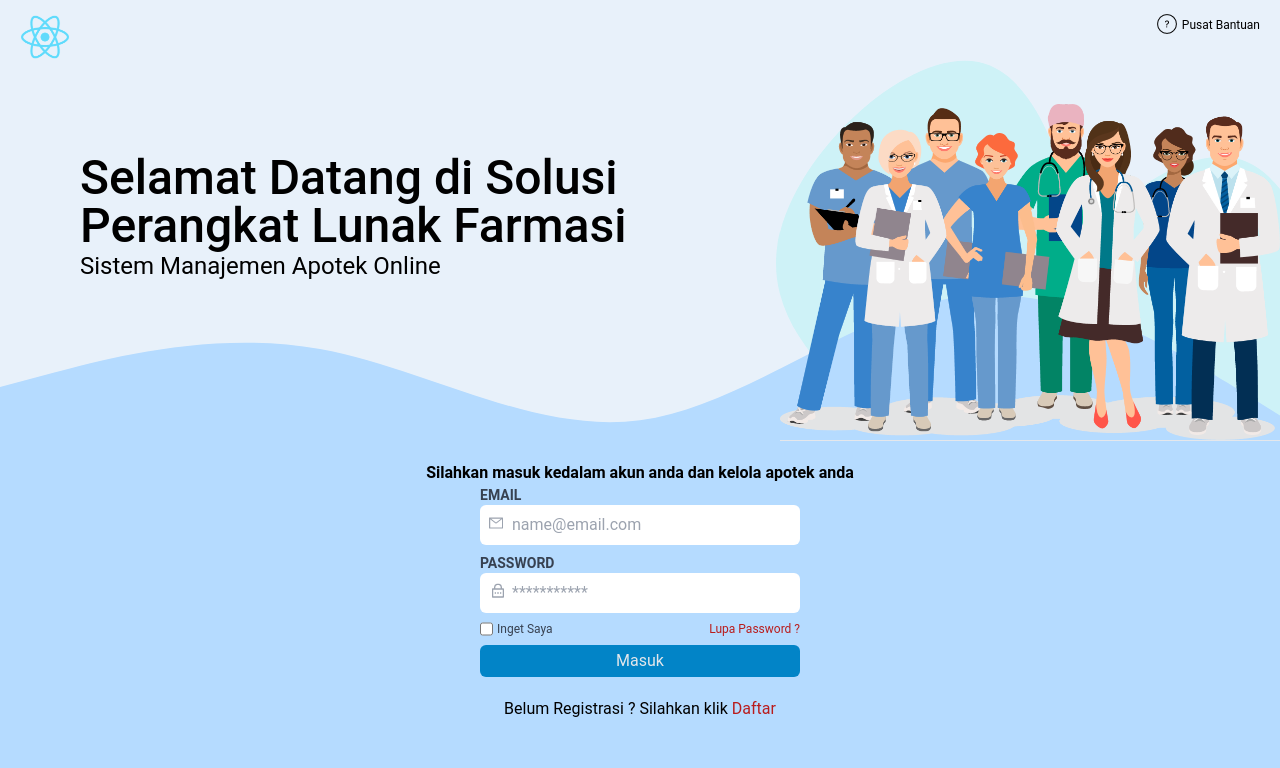 ? Pusat Bantuan
Selamat Datang di Solusi
Perangkat Lunak Farmasi
Sistem Manajemen Apotek Online
Silahkan masuk kedalam akun anda dan kelola apotek anda
EMAIL
name@email.com
PASSWORD
***********
Inget Saya Lupa Password ?
Masuk
Belum Registrasi ? Silahkan klik Daftar